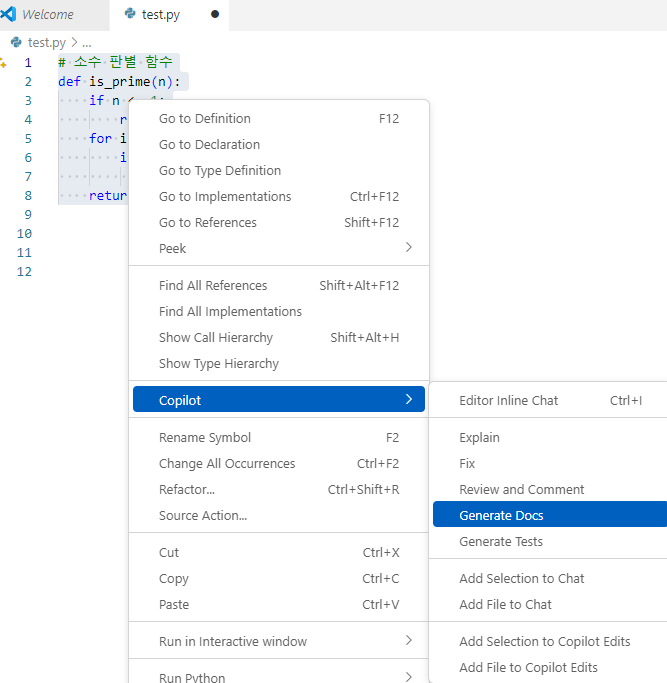 Welcome
test.py
test.py > ...
1 # 소수 판별 함수
2 def is_prime(n):
3 if n <= 1:
4 r
5 for i
6 i
7
8 retur
9
10
11
12
Go to Definition F12
Go to Declaration
Go to Type Definition
Go to Implementations Ctrl+F12
Go to References Shift+F12
Peek
Find All References Shift+Alt+F12
Find All Implementations
Show Call Hierarchy Shift+Alt+H
Show Type Hierarchy
Copilot
Rename Symbol F2
Change All Occurrences Ctrl+F2
Refactor... Ctrl+Shift+R
Source Action...
Cut Ctrl+X
Copy Ctrl+C
Paste Ctrl+V
Run in Interactive window
Run Python
Editor Inline Chat Ctrl+I
Explain
Fix
Review and Comment
Generate Docs
Generate Tests
Add Selection to Chat
Add File to Chat
Add Selection to Copilot Edits
Add File to Copilot Edits